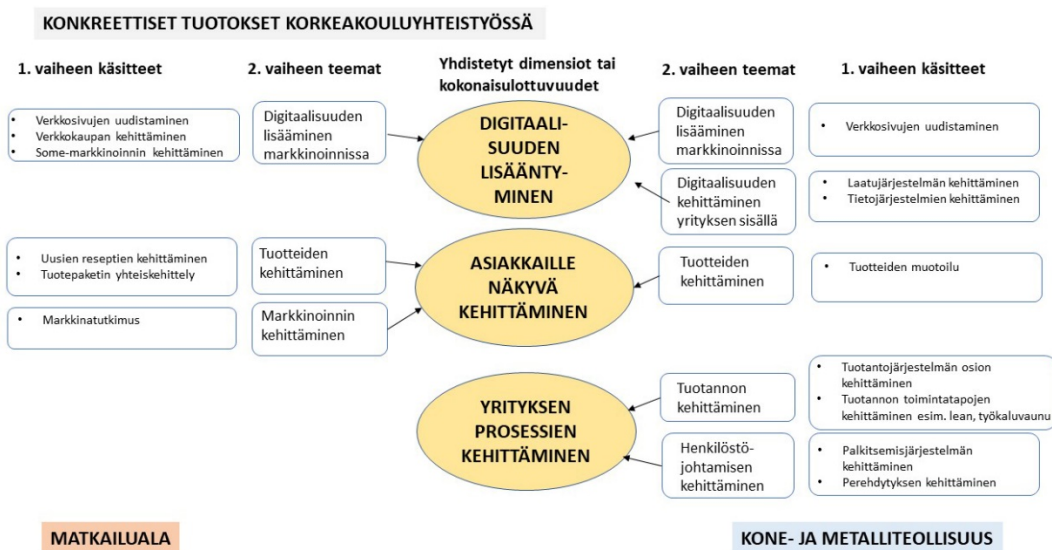 KONKREETTISET TUOTOKSET KORKEAKOULUYHTEISTYÖSSÄ
1. vaiheen käsitteet
2. vaiheen teemat
Yhdistetyt dimensiot tai
kokonaisulottuvuudet
2. vaiheen teemat
1. vaiheen käsitteet
• Verkkosivujen uudistaminen
• Verkkokaupan kehittäminen
• Some-markkinoinnin kehittäminen
Digitaalisuuden
lisääminen
markkinoinnissa
DIGITAALI-
SUUDEN
LISÄÄNTY-
MINEN
Digitaalisuuden
lisääminen
markkinoinnissa
• Verkkosivujen uudistaminen
Digitaalisuuden
kehittäminen
yrityksen sisällä
• Laatujärjestelmän kehittäminen
• Tietojärjestelmien kehittäminen
• Uusien reseptien kehittäminen
• Tuotepaketin yhteiskehittely
Tuotteiden
kehittäminen
ASIAKKAILLE
NÄKYVÄ
KEHITTÄMINEN
Tuotteiden
kehittäminen
• Tuotteiden muotoilu
• Markkinatutkimus
Markkinoinnin
kehittäminen
YRITYKSEN
PROSESSIEN
KEHITTÄMINEN
Tuotannon
kehittäminen
• Tuotantojärjestelmän osion
kehittäminen
• Tuotannon toimintatapojen
kehittäminen esim. lean, työkaluvaunu
Henkilöstö-
johtamisen
kehittäminen
• Palkitsemisjärjestelmän
kehittäminen
• Perehdytyksen kehittäminen
MATKAILUALA
KONE- JA METALLITEOLLISUUS